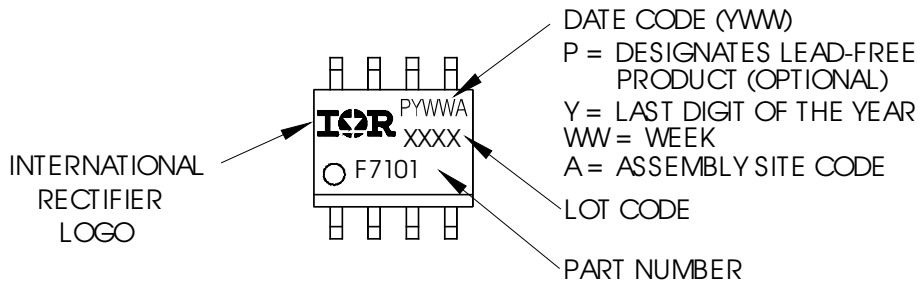 DATE CODE (YWW)
P = DESIGNATES LEAD-FREE
PRODUCT (OPTIONAL)
Y = LAST DIGIT OF THE YEAR
WW = WEEK
A = ASSEMBLY SITE CODE
LOT CODE
PART NUMBER
INTERNATIONAL
RECTIFIER
LOGO
PYWWA
IOR
XXXX
F7101